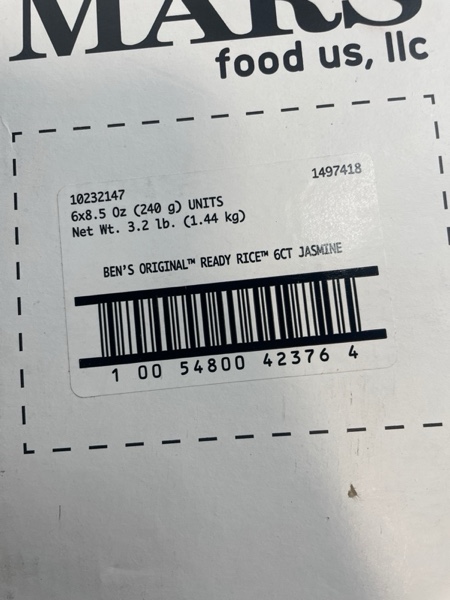 MARS
food us, llc
10232147
1497418
6x8.5 Oz (240 g) UNITS
Net Wt. 3.2 lb. (1.44 kg)
BEN'S ORIGINAL™ READY RICE™ 6CT JASMINE
1 00 54800 42376 4